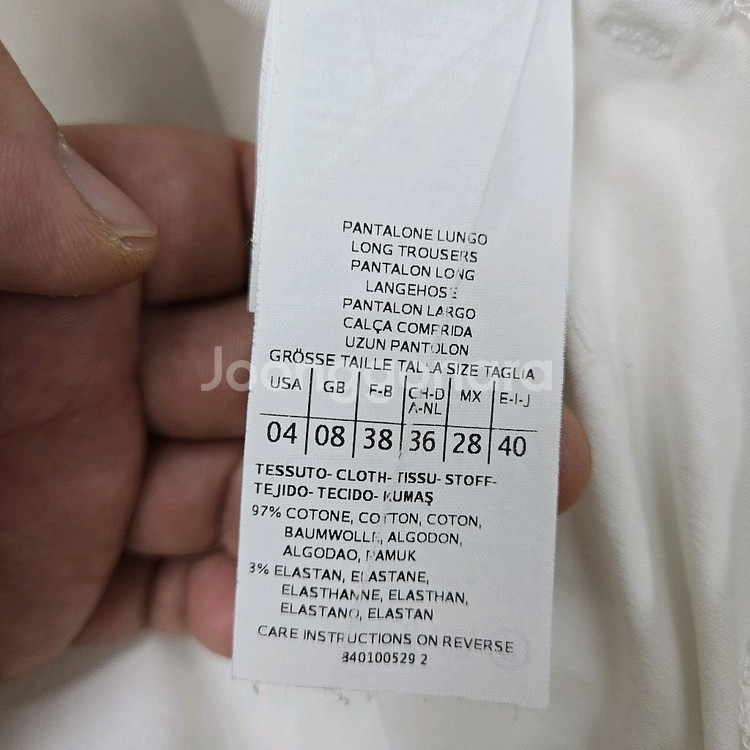 PANTALONE LUNGO
LONG TROUSERS
PANTALON LONG
LANGEHOSE
PANTALON LARGO
CALÇA COMPRIDA
UZUN PANTOLON
GRÖSSE TAILLE TALLA SIZE TAGLIA
Joonggonara
USA GB F-B CH-D A-NL MX E-I-J
04 08 38 36 28 40
TESSUTO- CLOTH- TISSU- STOFF-
TEJIDO- TECIDO- KUMAŞ
97% COTONE, COTTON, COTON,
BAUMWOLLE, ALGODON,
ALGODAO, PAMUK
3% ELASTAN, ELASTANE,
ELASTHANNE, ELASTHAN,
ELASTANO, ELASTAN
CARE INSTRUCTIONS ON REVERSE
840100529 2